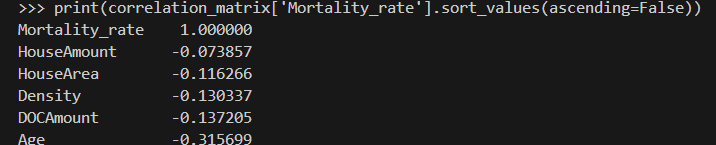 >>> print(correlation_matrix['Mortality_rate'].sort_values(ascending=False))
Mortality_rate    1.000000
HouseAmount      -0.073857
HouseArea        -0.116266
Density          -0.130337
DOCAmount        -0.137205
Age              -0.315699